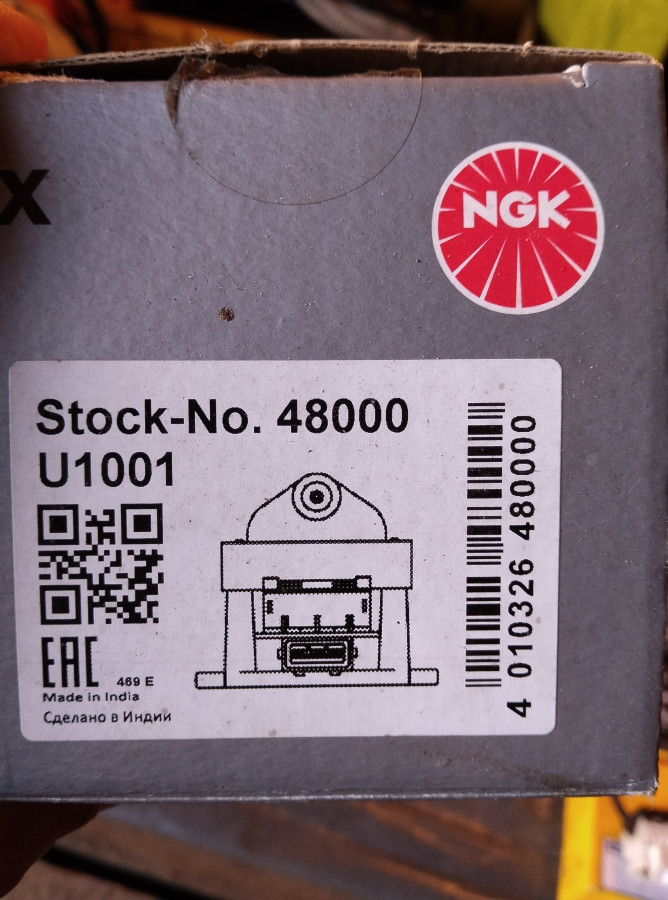 X
NGK
Stock-No. 48000
U1001
EAC
469 E
Made in India
Сделано в Индии
4 010326 480000